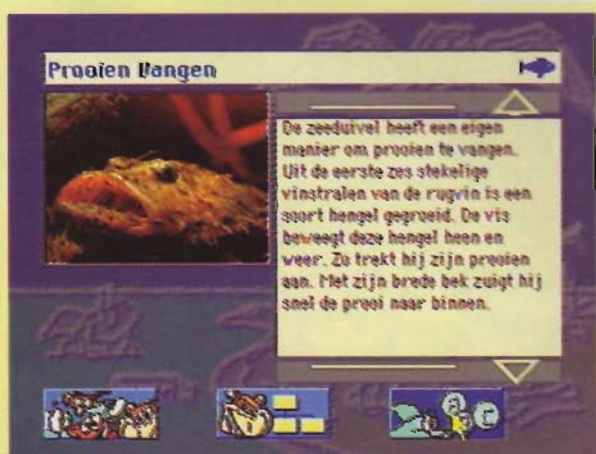 Prooien Vangen
De zeeduivel heeft een eigen
manier om prooien te vangen.
Uit de eerste zes stekelige
vinstralen van de rugvin is een
soort hengel gegroeid. De vis
beweegt deze hengel heen en
weer. Zo trekt hij zijn prooien
aan. Met zijn brede bek zuigt hij
snel de prooi naar binnen.